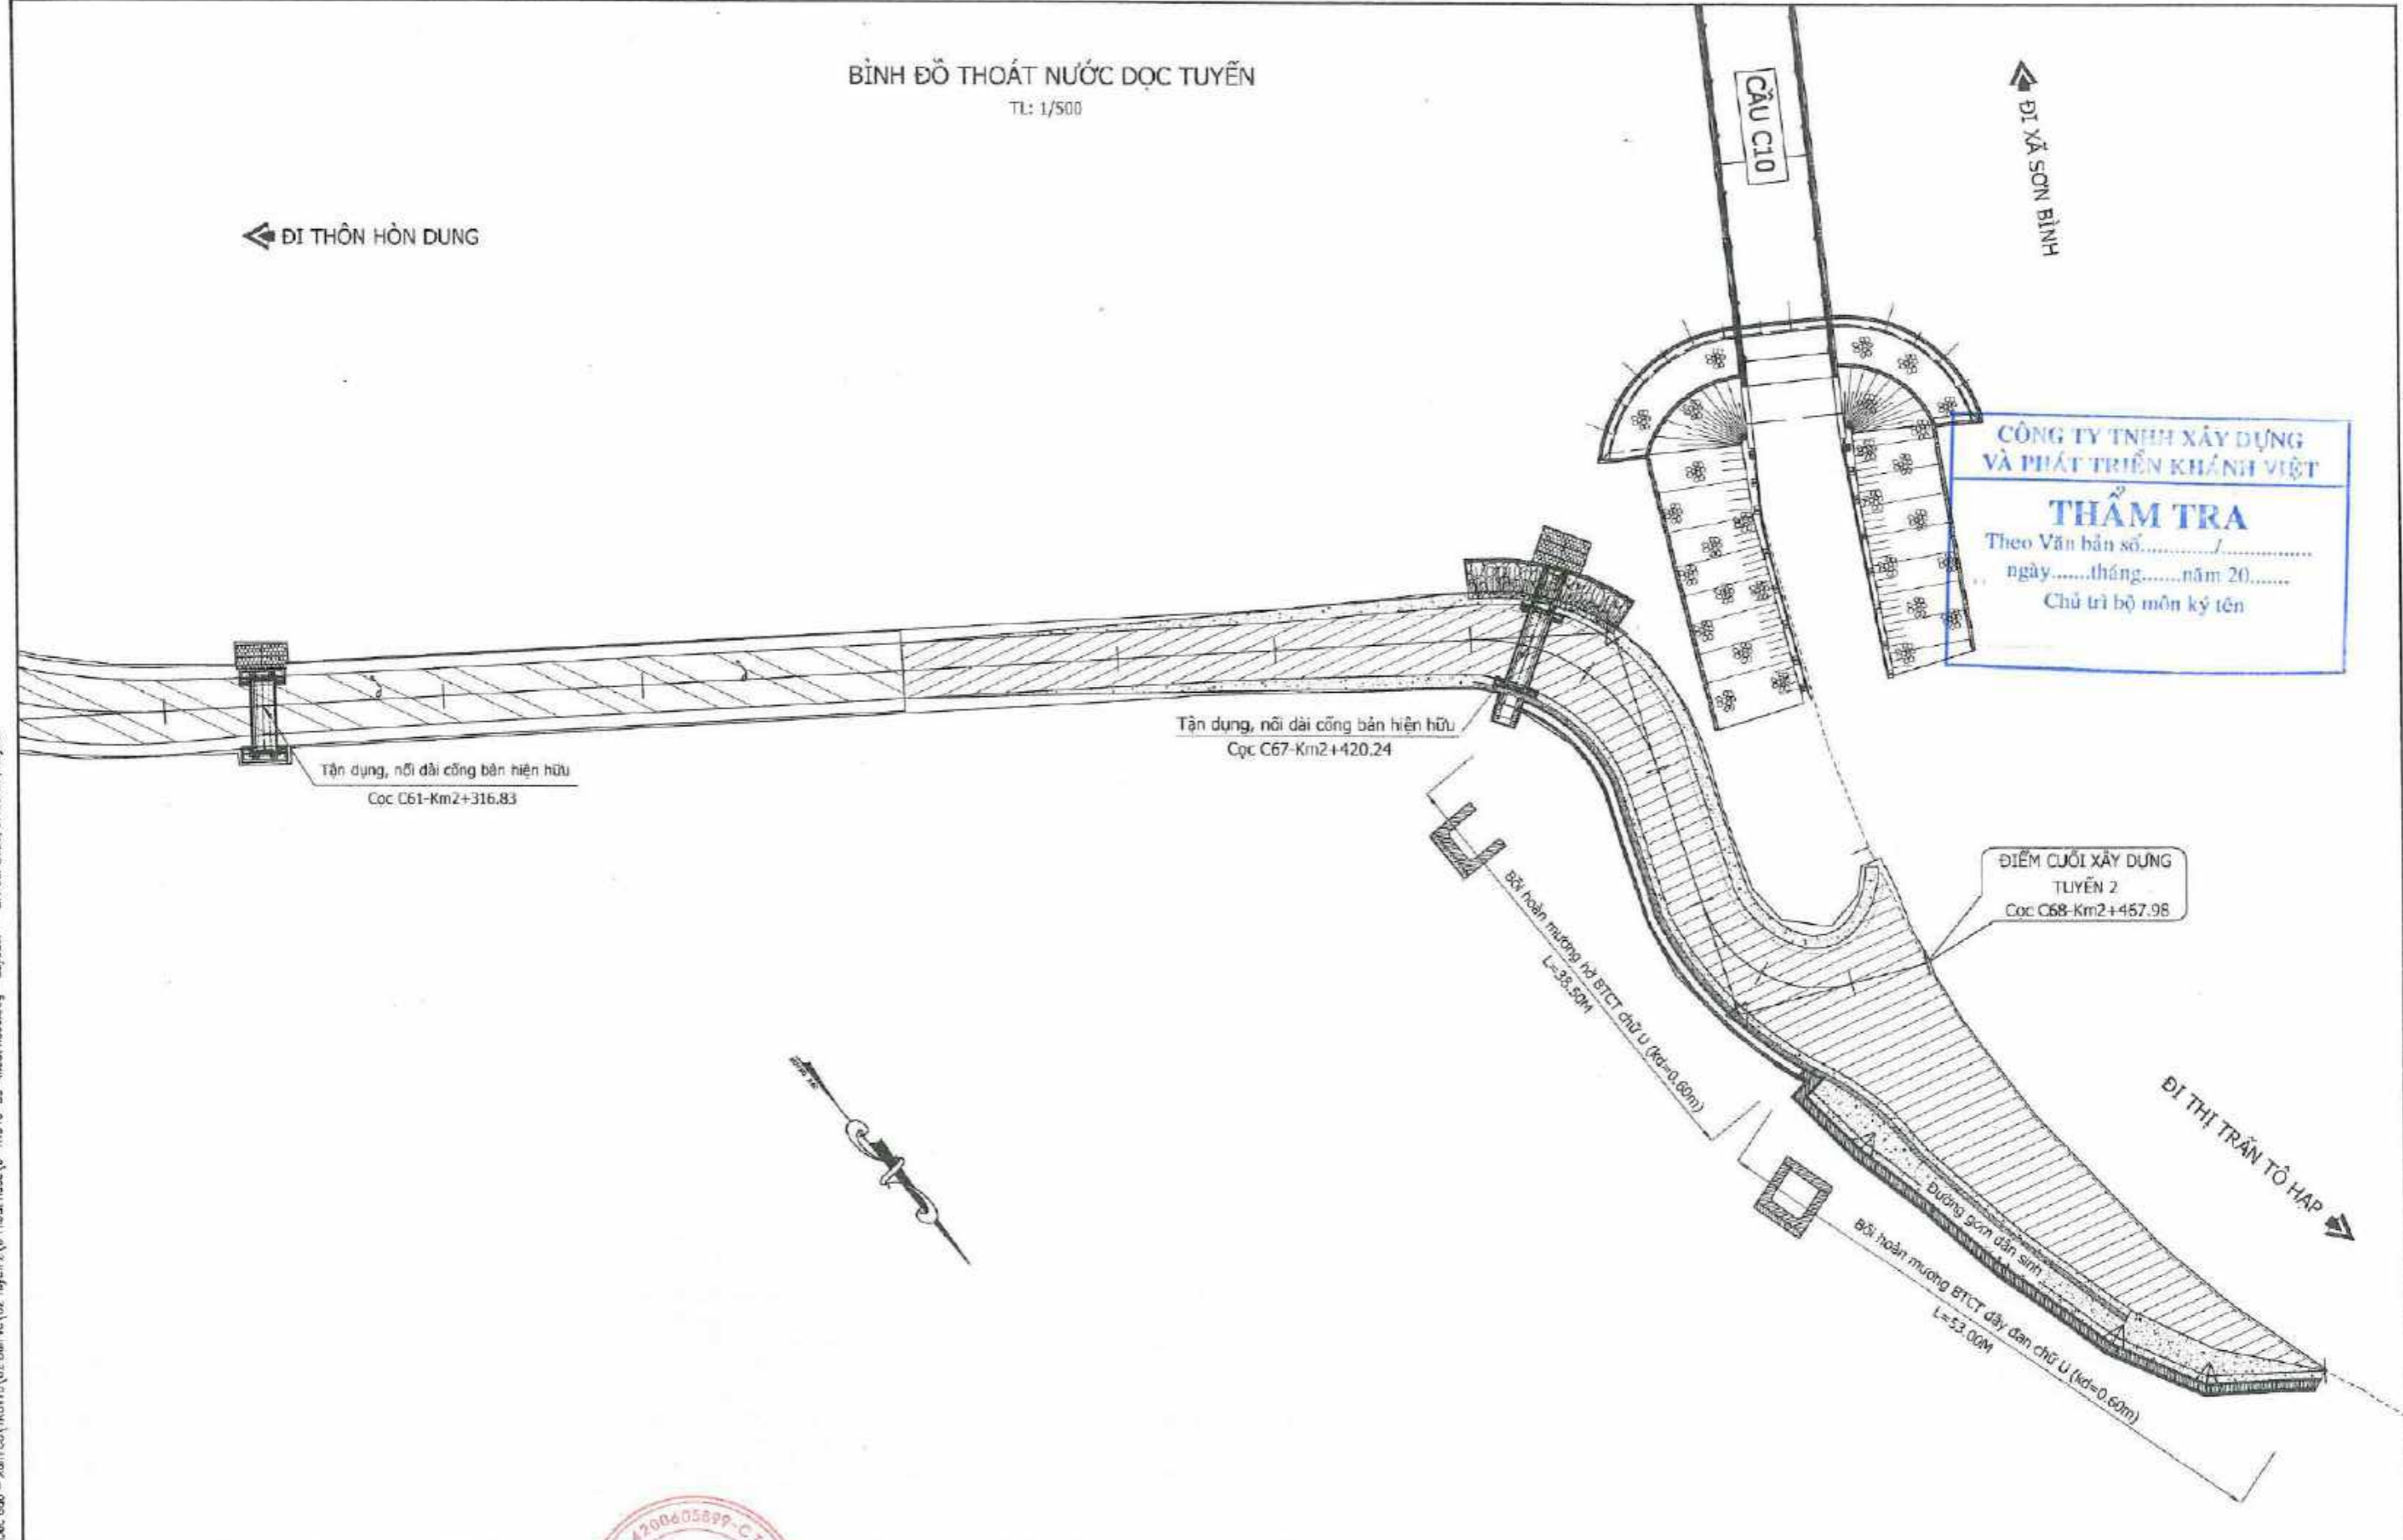 BÌNH ĐỒ THOÁT NƯỚC DỌC TUYẾN
TL: 1/500
CẦU C10
ĐI XÃ SƠN BÌNH
ĐI THÔN HÒN DUNG
CÔNG TY TNHH XÂY DỰNG
VÀ PHÁT TRIỂN KHÁNH VIỆT
THẨM TRA
Theo Văn bản số............/................
ngày.......tháng.......năm 20.......
Chủ trì bộ môn ký tên
Tận dụng, nối dài cống bản hiện hữu
Cọc C67-Km2+420.24
Tận dụng, nối dài cống bản hiện hữu
Cọc C61-Km2+316.83
ĐIỂM CUỐI XÂY DỰNG
TUYẾN 2
Cọc C68-Km2+467.98
Bồi hoàn mương hở BTCT chữ U (kd=0.60m)
L=38.50M
ĐI THỊ TRẤN TÔ HẠP
Đường gom dân sinh
Bồi hoàn mương BTCT đậy đan chữ U (kd=0.60m)
L=53.00M
4200605899-C